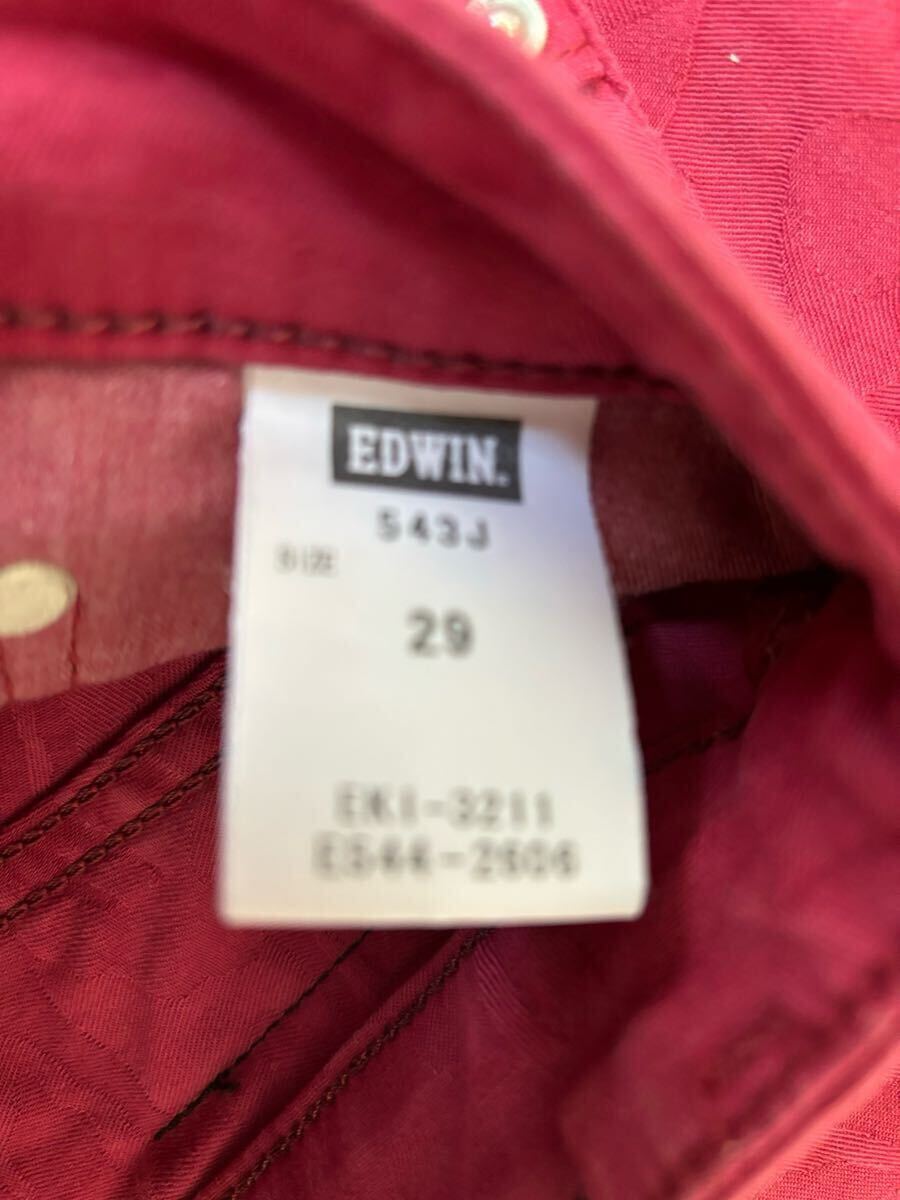 EDWIN.
543J
SIZE
29
EK1-3211
ES44-2606